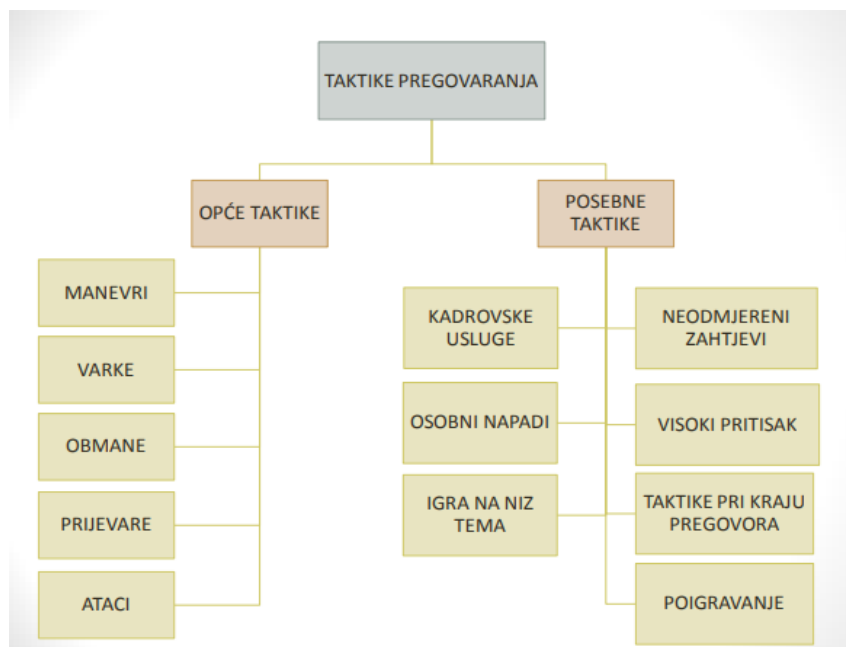 TAKTIKE PREGOVARANJA
OPĆE TAKTIKE
MANEVRI
VARKE
OBMANE
PRIJEVARE
ATACI
POSEBNE
TAKTIKE
KADROVSKE
USLUGE
OSOBNI NAPADI
IGRA NA NIZ
TEMA
NEODMJERENI
ZAHTJEVI
VISOKI PRITISAK
TAKTIKE PRI KRAJU
PREGOVORA
POIGRAVANJE